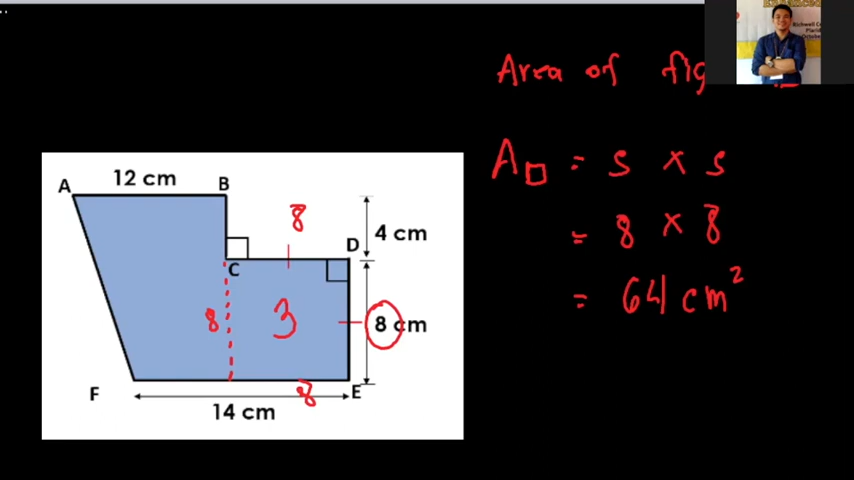 Area of fig
A□ = s × s
= 8 × 8
= 64 cm²
A 12 cm B
8
4 cm
D
C
8 3 8 cm
8
F E
14 cm